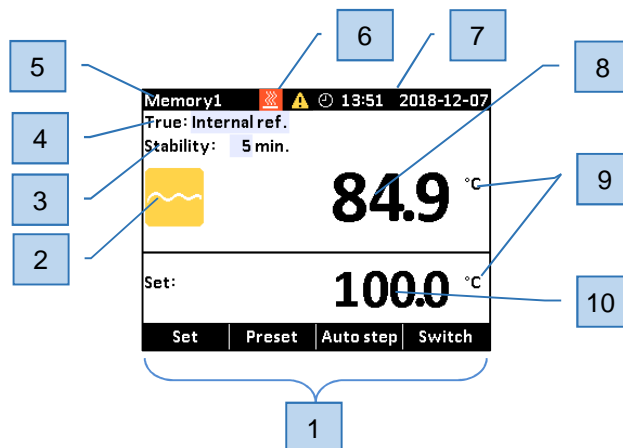 6
7
5
8
Memory1 13:51 2018-12-07
4
True: Internal ref.
Stability: 5 min.
3
84.9 °C
9
2
Set: 100.0 °C
10
Set Preset Auto step Switch
1